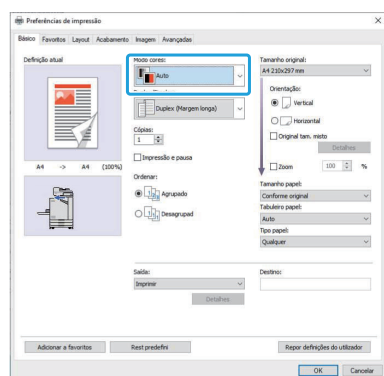 Preferências de impressão
Básico Favoritos Layout Acabamento Imagem Avançadas
Definição atual
A4 -> A4 (100%)
Modo cores:
Auto
Duplex (Margem longa)
Cópias:
1
Impressão e pausa
Ordenar:
Agrupado
Desagrupad
Saída:
Imprimir
Detalhes
Tamanho original:
A4 210x297 mm
Orientação:
Vertical
Horizontal
Original tam. misto
Detalhes
Zoom 100 %
Tamanho papel:
Conforme original
Tabuleiro papel:
Auto
Tipo papel:
Qualquer
Destino:
Adicionar a favoritos Rest predefini Repor definições do utilizador
OK Cancelar